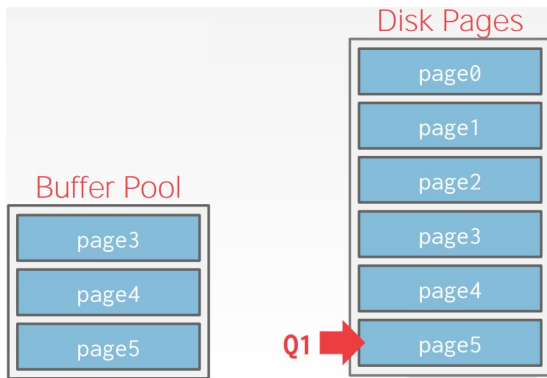 Disk Pages
page0
page1
page2
page3
page4
page5
Buffer Pool
page3
page4
page5
Q1